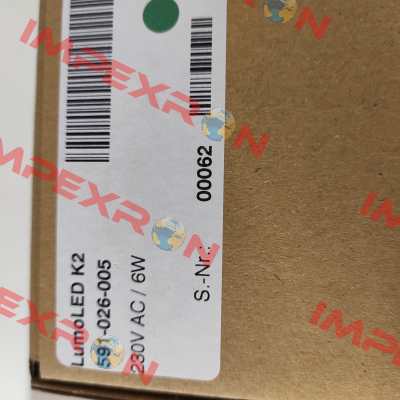 LumoLED K2
591-026-005
230V AC / 6W
S.-Nr.:
00062
IMPEXRON
IMPEXRON
IMPEXRON